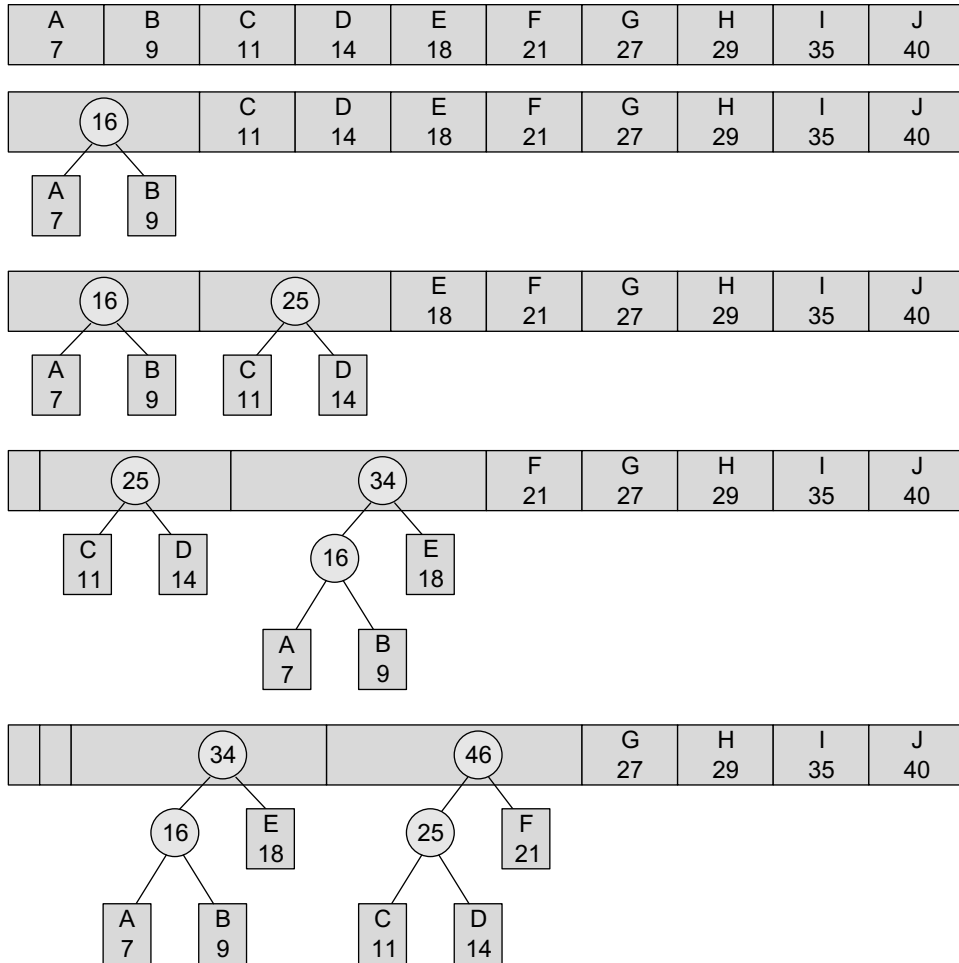 A B C D E F G H I J
7 9 11 14 18 21 27 29 35 40
16 C D E F G H I J
11 14 18 21 27 29 35 40
A B
7 9
16 25 E F G H I J
18 21 27 29 35 40
A B C D
7 9 11 14
25 34 F G H I J
21 27 29 35 40
C D 16 E
11 14 18
A B
7 9
34 46 G H I J
27 29 35 40
16 E 25 F
18 21
A B C D
7 9 11 14